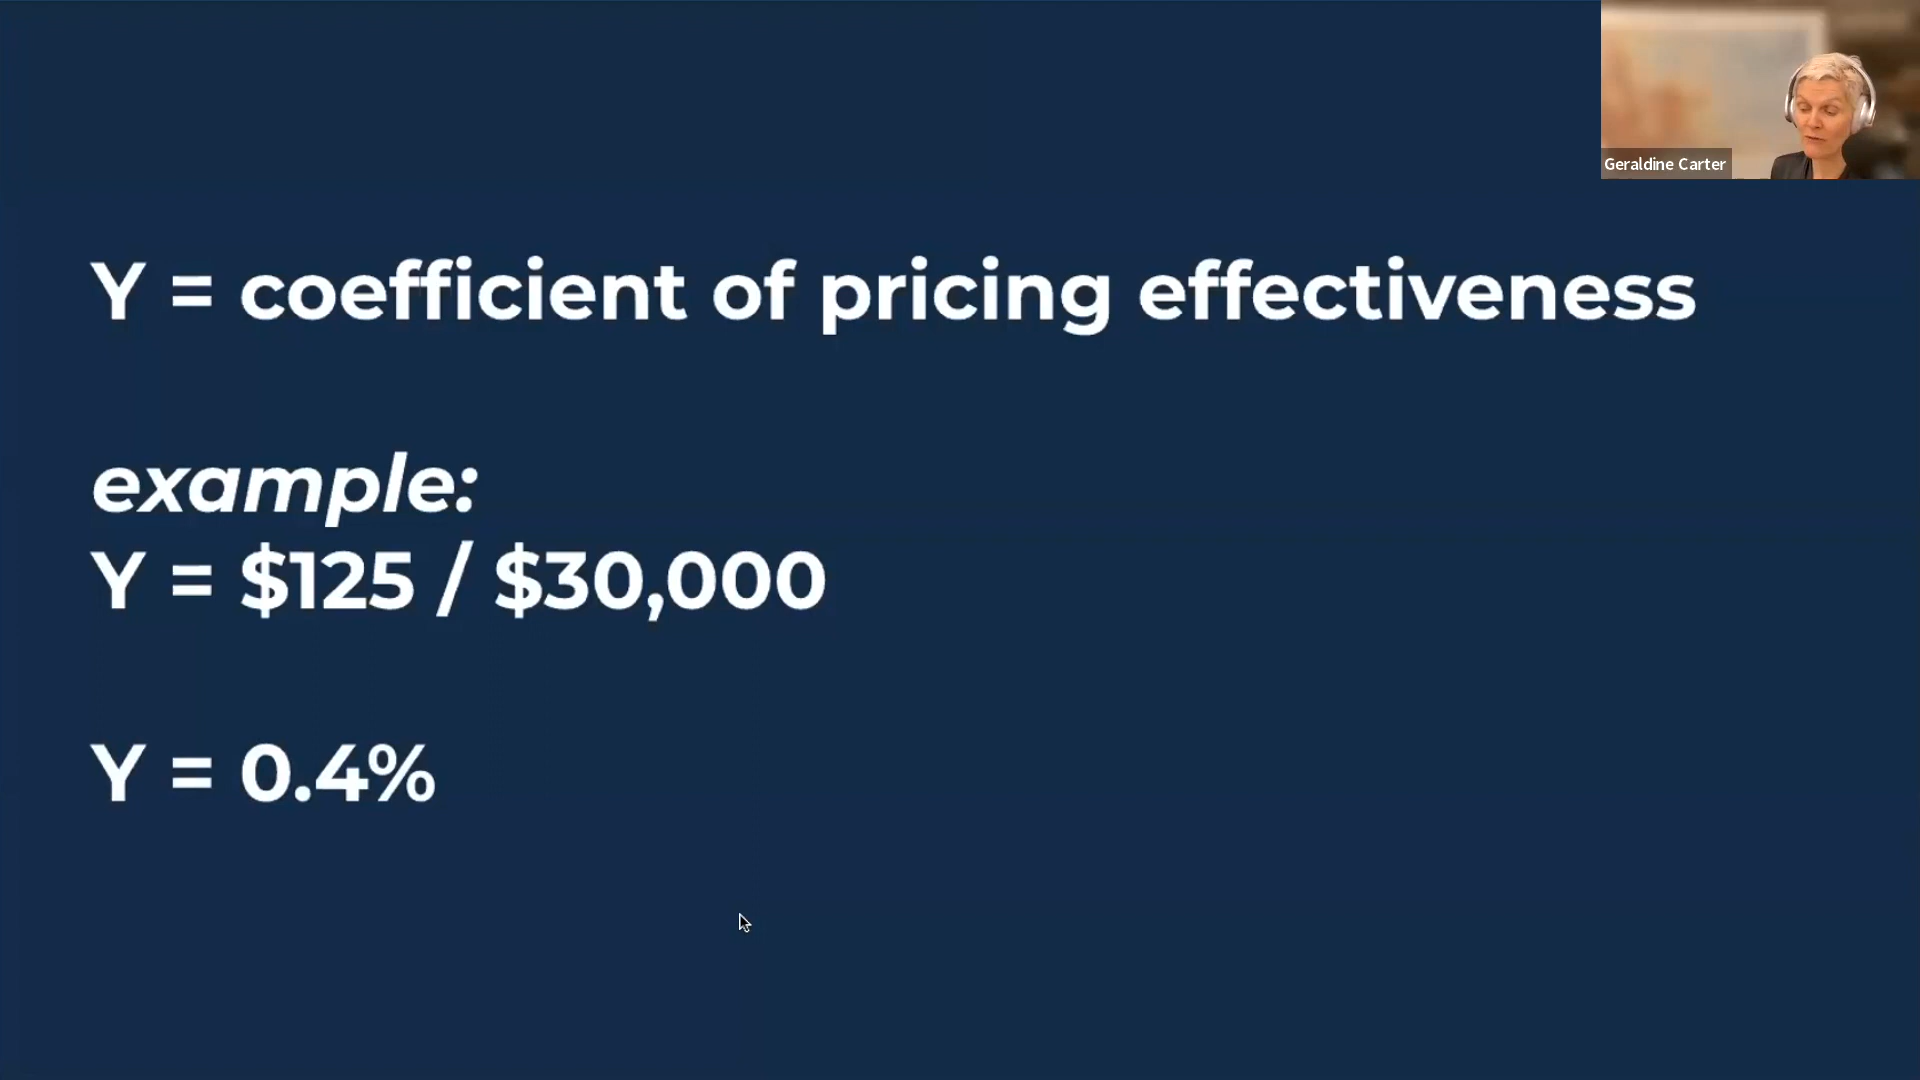 Geraldine Carter
Y = coefficient of pricing effectiveness
example:
Y = $125 / $30,000
Y = 0.4%